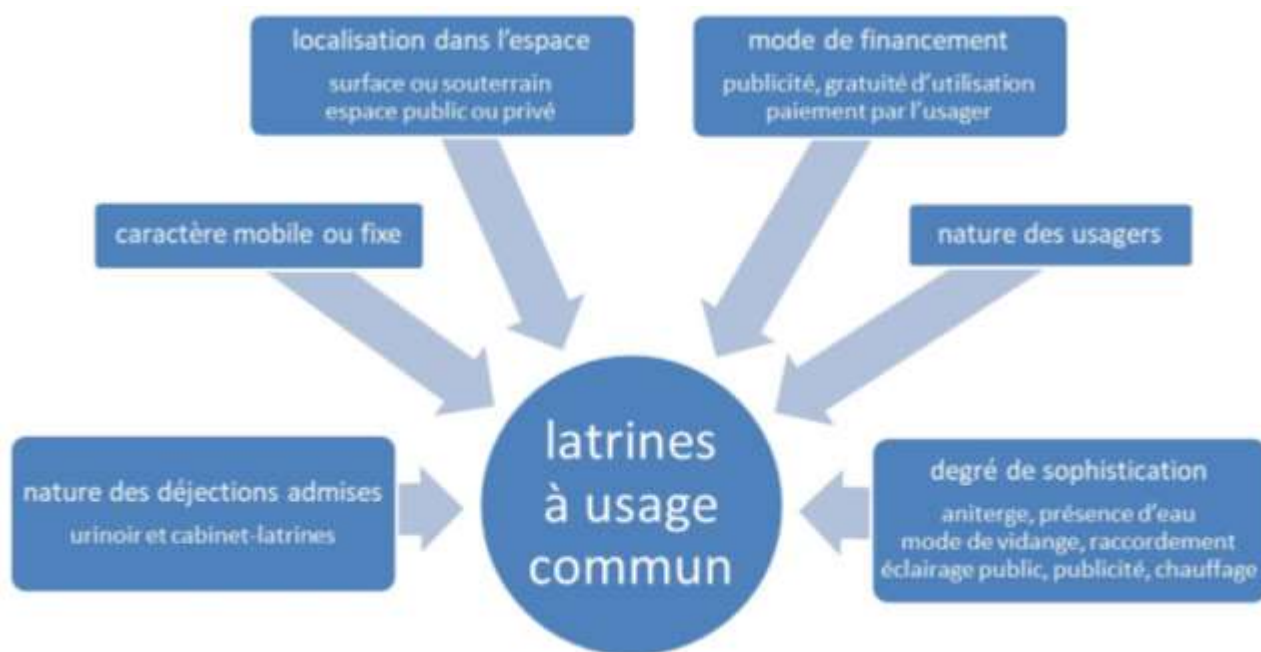 localisation dans l'espace
surface ou souterrain
espace public ou privé
mode de financement
publicité, gratuité d'utilisation
paiement par l'usager
caractère mobile ou fixe
nature des usagers
nature des déjections admises
urinoir et cabinet-latrines
latrines
à usage
commun
degré de sophistication
aniterge, présence d'eau
mode de vidange, raccordement
éclairage public, publicité, chauffage